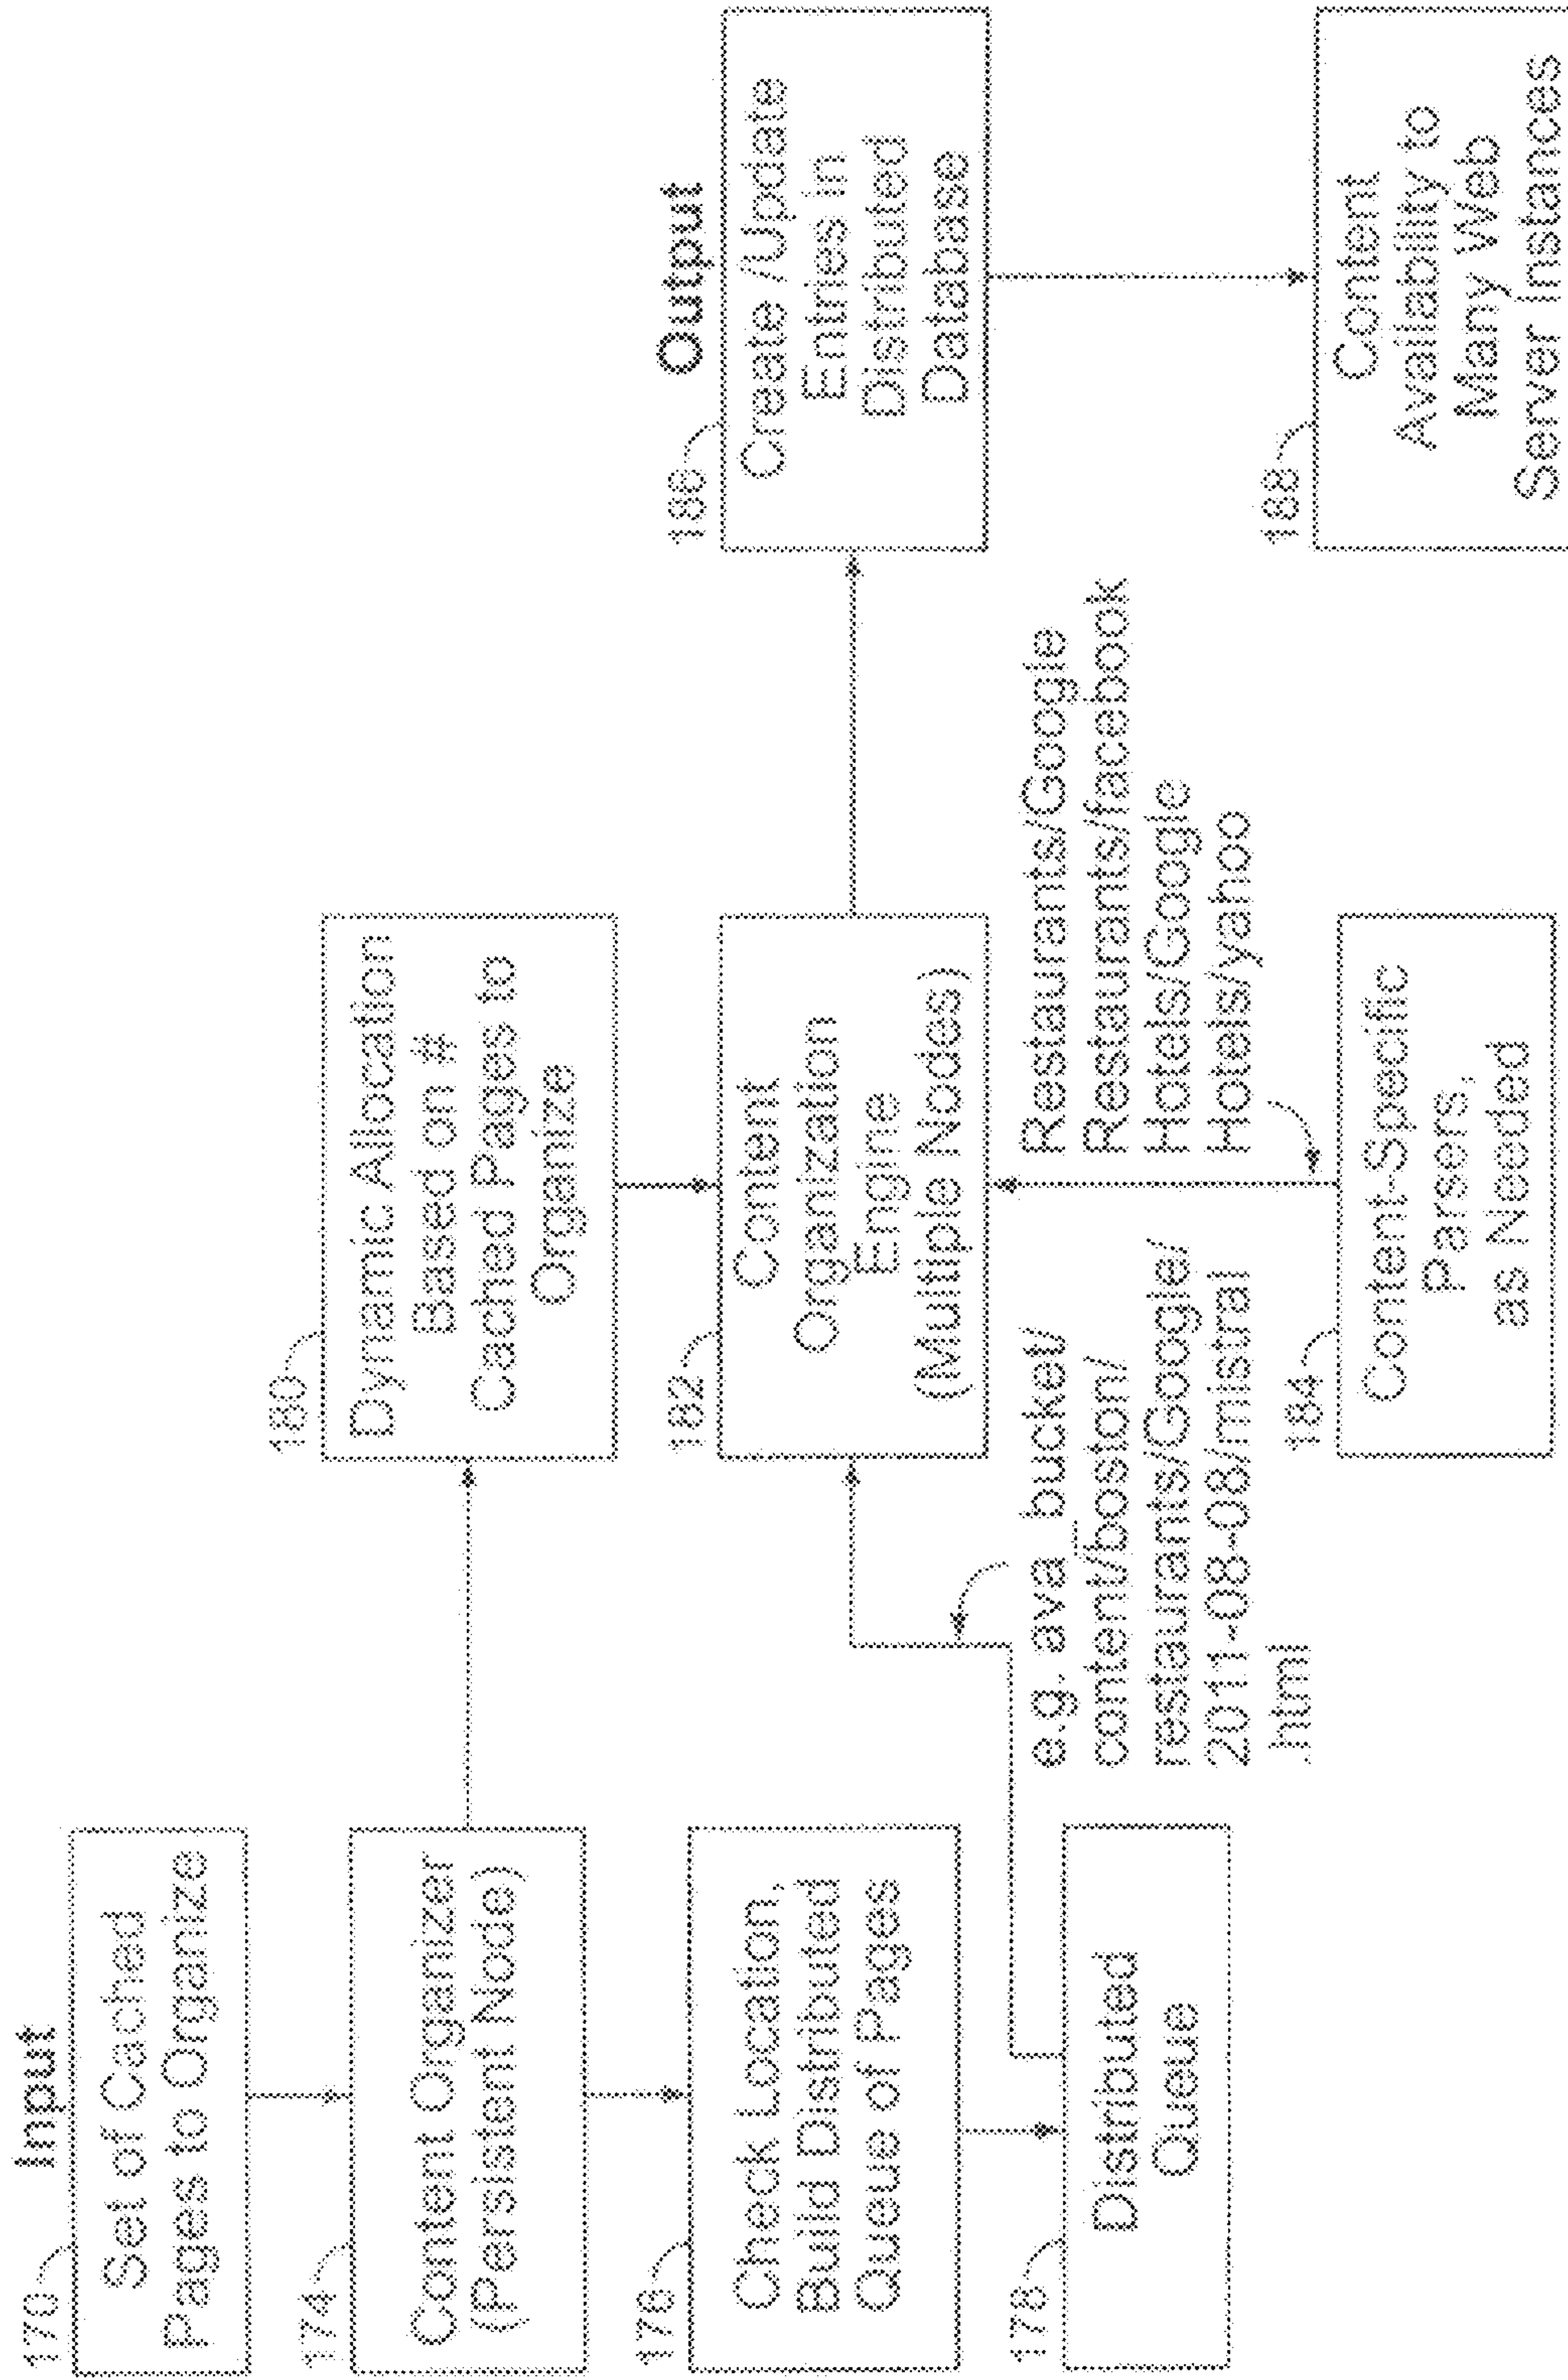 Input
170
Set of Cached
Pages to Organize
174
Content Organizer
(Persistent Node)
176
Check Location,
Build Distributed
Queue of Pages
178
Distributed
Queue
180
Dynamic Allocation
Based on #
Cached Pages to
Organize
182
Content
Organization
Engine
(Multiple Nodes)
e.g. ava_bucket/
content/boston/
restaurants/Google/
2011-08-08/mistral
.html
184
Content-Specific
Parsers,
as Needed
Restaurants/Google
Restaurants/facebook
Hotels/Google
Hotels/yahoo
Output
186
Create /Update
Entries in
Distributed
Database
188
Content
Availability to
Many Web
Server Instances